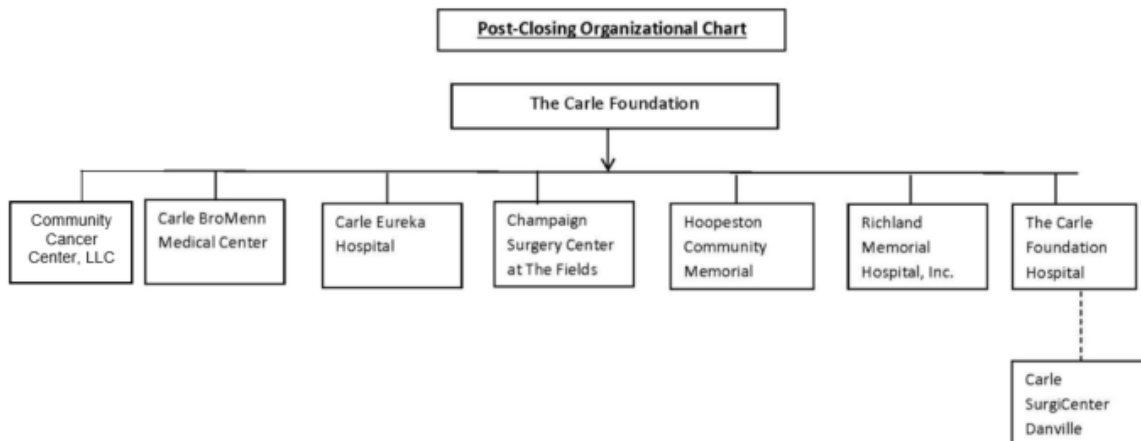 Post-Closing Organizational Chart
The Carle Foundation
Community
Cancer
Center, LLC
Carle BroMenn
Medical Center
Carle Eureka
Hospital
Champaign
Surgery Center
at The Fields
Hoopeston
Community
Memorial
Richland
Memorial
Hospital, Inc.
The Carle
Foundation
Hospital
Carle
SurgiCenter
Danville